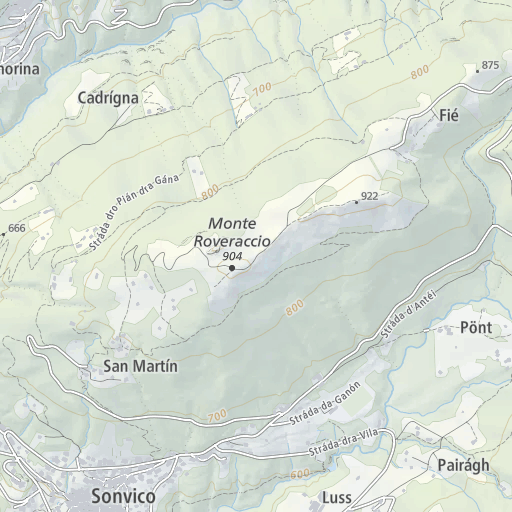 norina
Cadrígna
700
800
875
Fié
Stráda dro Pián dra Gána
800
922
666
Monte
Roveraccio
904
800
Stráda d'Antéi
Pönt
San Martín
700
Stráda da Ganón
Stráda dra Vila
Pairágh
600
Sonvico
Luss